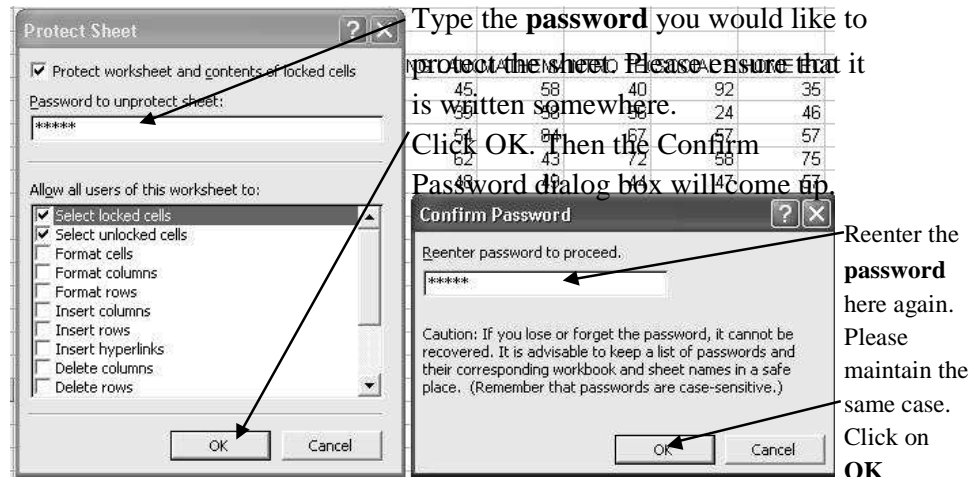 Protect Sheet
Protect worksheet and contents of locked cells
Password to unprotect sheet:
*****
Allow all users of this worksheet to:
Select locked cells
Select unlocked cells
Format cells
Format columns
Format rows
Insert columns
Insert rows
Insert hyperlinks
Delete columns
Delete rows
OK Cancel
Type the password you would like to
protect the sheet. Please ensure that it
is written somewhere.
Click OK. Then the Confirm
Password dialog box will come up.
45 58 40 92 35
24 46
54 84 67 57 57
62 43 72 58 75
47 57
Confirm Password
Reenter password to proceed.
*****
Caution: If you lose or forget the password, it cannot be
recovered. It is advisable to keep a list of passwords and
their corresponding workbook and sheet names in a safe
place. (Remember that passwords are case-sensitive.)
OK Cancel
Reenter the
password
here again.
Please
maintain the
same case.
Click on
OK